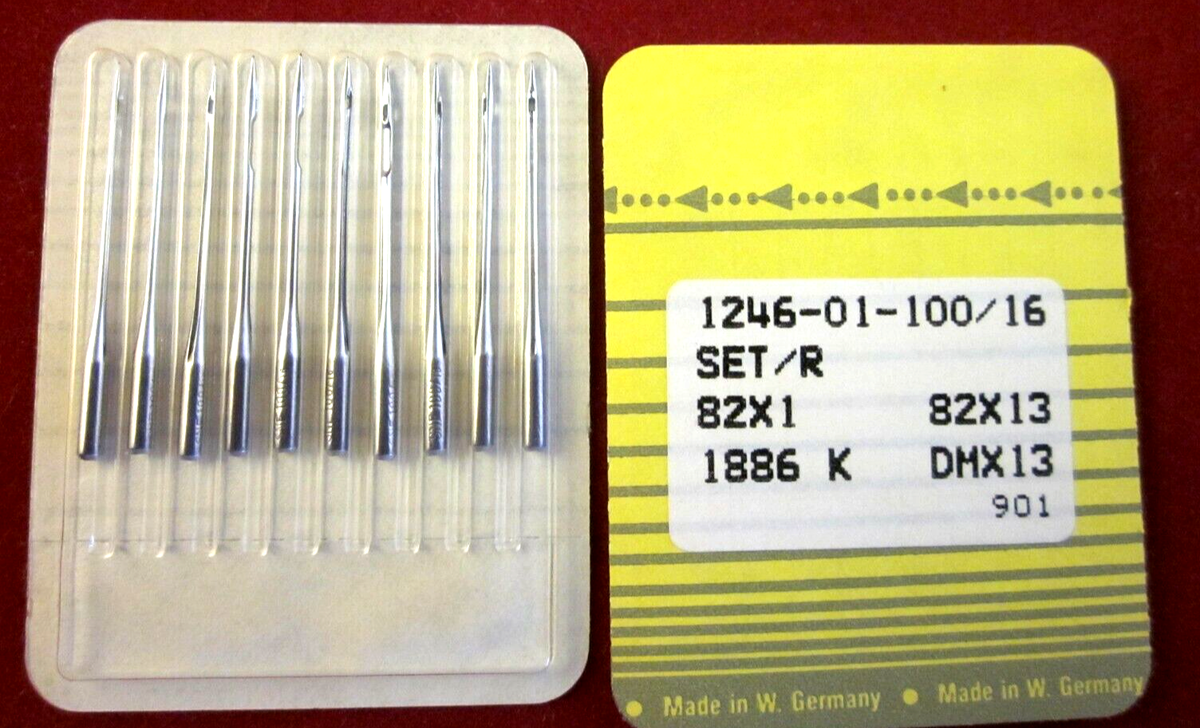 1246-01-100/16
SET/R
82X1 82X13
1886 K DMX13
901
Made in W. Germany Made in W. Germany